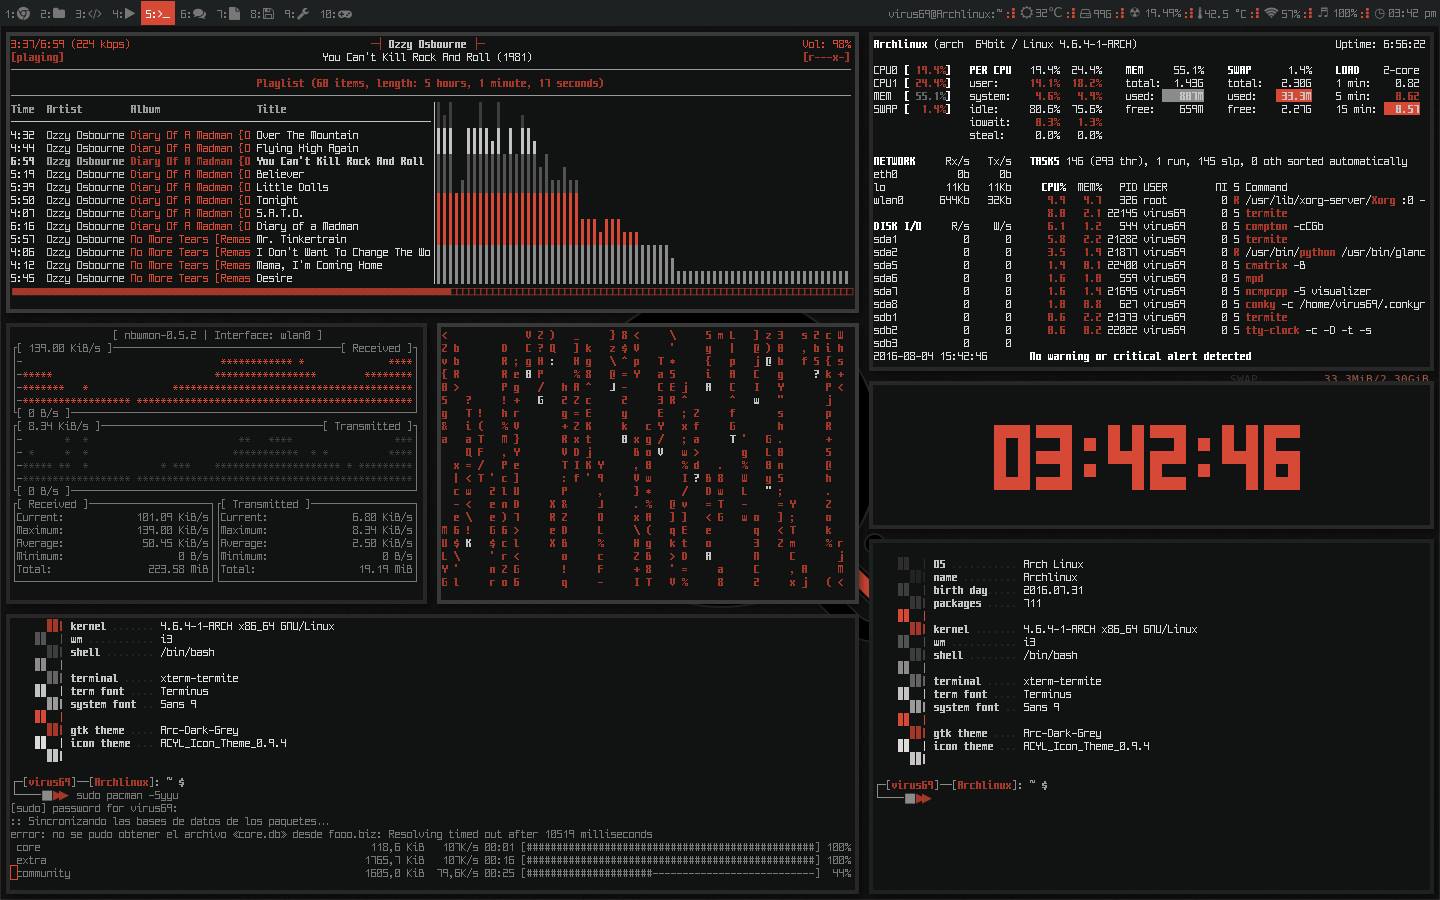 1: 2: 3:</> 4: 5:>_ 6: 7: 8: 9: 10:
virus69@Archlinux:~ 32°C 99G 19.49% 42.5 °C 57% 100% 03:42 pm
3:37/6:59 (224 kbps) ─┤ Ozzy Osbourne ├─ Vol: 98%
[playing] You Can't Kill Rock And Roll (1981) [r---x-]
Playlist (60 items, length: 5 hours, 1 minute, 17 seconds)
Time Artist Album Title
4:32 Ozzy Osbourne Diary Of A Madman [O Over The Mountain
4:44 Ozzy Osbourne Diary Of A Madman [O Flying High Again
6:59 Ozzy Osbourne Diary Of A Madman [O You Can't Kill Rock And Roll
5:19 Ozzy Osbourne Diary Of A Madman [O Believer
5:39 Ozzy Osbourne Diary Of A Madman [O Little Dolls
5:50 Ozzy Osbourne Diary Of A Madman [O Tonight
4:07 Ozzy Osbourne Diary Of A Madman [O S.A.T.O.
6:16 Ozzy Osbourne Diary Of A Madman [O Diary of a Madman
5:57 Ozzy Osbourne No More Tears [Remas Mr. Tinkertrain
4:06 Ozzy Osbourne No More Tears [Remas I Don't Want To Change The Wo
4:12 Ozzy Osbourne No More Tears [Remas Mama, I'm Coming Home
5:45 Ozzy Osbourne No More Tears [Remas Desire
Archlinux (arch 64bit / Linux 4.6.4-1-ARCH) Uptime: 6:56:22
CPU0 [ 19.4%] PER CPU 19.4% 24.4% MEM 55.1% SWAP 1.4% LOAD 2-core
CPU1 [ 24.4%] user: 14.1% 18.2% total: 1.43G total: 2.30G 1 min: 0.82
MEM [ 55.1%] system: 4.6% 4.9% used: 807M used: 33.3M 5 min: 0.62
SWAP [ 1.4%] idle: 80.6% 75.6% free: 659M free: 2.27G 15 min: 0.57
iowait: 0.3% 1.3%
steal: 0.0% 0.0%
NETWORK Rx/s Tx/s TASKS 146 (293 thr), 1 run, 145 slp, 0 oth sorted automatically
eth0 0b 0b
lo 11Kb 11Kb CPU% MEM% PID USER NI S Command
wlan0 644Kb 32Kb 9.9 4.7 326 root 0 R /usr/lib/xorg-server/Xorg :0 -
8.0 2.1 22145 virus69 0 S termite
DISK I/O R/s W/s 6.1 1.2 544 virus69 0 S compton -cCGb
sda1 0 0 5.8 2.2 21282 virus69 0 S termite
sda2 0 0 3.5 1.9 21877 virus69 0 R /usr/bin/python /usr/bin/glanc
sda5 0 0 1.9 0.1 22400 virus69 0 S cmatrix -B
sda6 0 0 1.6 1.6 559 virus69 0 S mpd
sda7 0 0 1.6 1.4 21695 virus69 0 S ncmpcpp -S visualizer
sda8 0 0 1.0 0.8 627 virus69 0 S conky -c /home/virus69/.conkyr
sdb1 0 0 0.6 2.2 21373 virus69 0 S termite
sdb2 0 0 0.6 0.2 22022 virus69 0 S tty-clock -c -D -t -s
sdb3 0 0
2016-08-04 15:42:46 No warning or critical alert detected
SWAP 33.3MiB/2.30GiB
[ nbwmon-0.5.2 | Interface: wlan0 ]
[ 139.00 KiB/s ] [ Received ]
[ 0 B/s ]
[ 8.34 KiB/s ] [ Transmitted ]
[ 0 B/s ]
[ Received ] [ Transmitted ]
Current: 101.09 KiB/s Current: 6.80 KiB/s
Maximum: 139.00 KiB/s Maximum: 8.34 KiB/s
Average: 50.45 KiB/s Average: 2.50 KiB/s
Minimum: 0 B/s Minimum: 0 B/s
Total: 223.58 MiB Total: 19.19 MiB
03:42:46
kernel ....... 4.6.4-1-ARCH x86_64 GNU/Linux
wm ........... i3
shell ........ /bin/bash
terminal ..... xterm-termite
term font .... Terminus
system font .. Sans 9
gtk theme .... Arc-Dark-Grey
icon theme ... ACYL_Icon_Theme_0.9.4
┌─[virus69]──[Archlinux]: ~ $
└─── sudo pacman -Syyu
[sudo] password for virus69:
:: Sincronizando las bases de datos de los paquetes...
error: no se pudo obtener el archivo «core.db» desde fooo.biz: Resolving timed out after 10519 milliseconds
core 118,6 KiB 107K/s 00:01 [################################################] 100%
extra 1765,7 KiB 107K/s 00:16 [################################################] 100%
community 1605,0 KiB 79,6K/s 00:25 [#####################---------------------------] 44%
OS ........... Arch Linux
name ......... Archlinux
birth day .... 2016.07.31
packages ..... 711
kernel ....... 4.6.4-1-ARCH x86_64 GNU/Linux
wm ........... i3
shell ........ /bin/bash
terminal ..... xterm-termite
term font .... Terminus
system font .. Sans 9
gtk theme .... Arc-Dark-Grey
icon theme ... ACYL_Icon_Theme_0.9.4
┌─[virus69]──[Archlinux]: ~ $